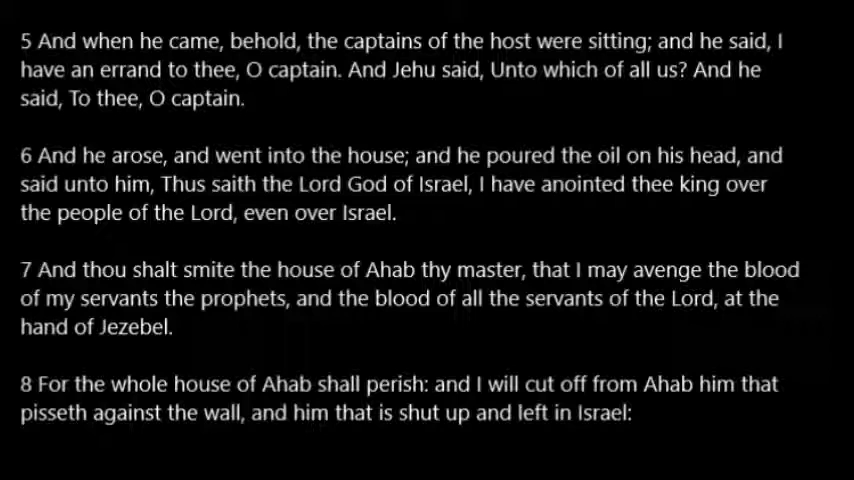 5 And when he came, behold, the captains of the host were sitting; and he said, I
have an errand to thee, O captain. And Jehu said, Unto which of all us? And he
said, To thee, O captain.
6 And he arose, and went into the house; and he poured the oil on his head, and
said unto him, Thus saith the Lord God of Israel, I have anointed thee king over
the people of the Lord, even over Israel.
7 And thou shalt smite the house of Ahab thy master, that I may avenge the blood
of my servants the prophets, and the blood of all the servants of the Lord, at the
hand of Jezebel.
8 For the whole house of Ahab shall perish: and I will cut off from Ahab him that
pisseth against the wall, and him that is shut up and left in Israel: